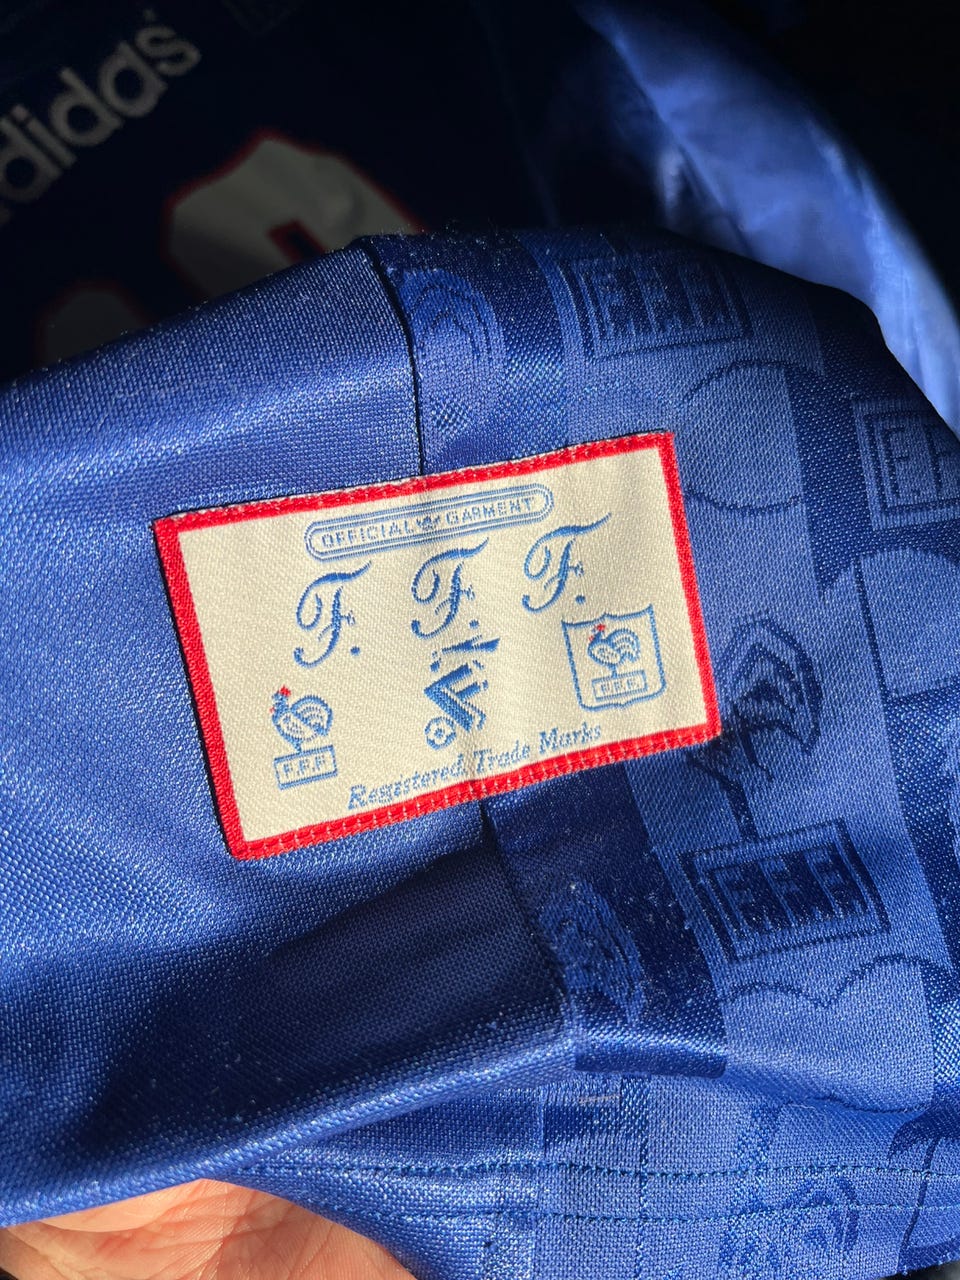 adidas
OFFICIAL GARMENT
F. F. F.
F.F.F.
F.F.F.
Registered Trade Marks
F.F.F.
F.F.F.
F.F.